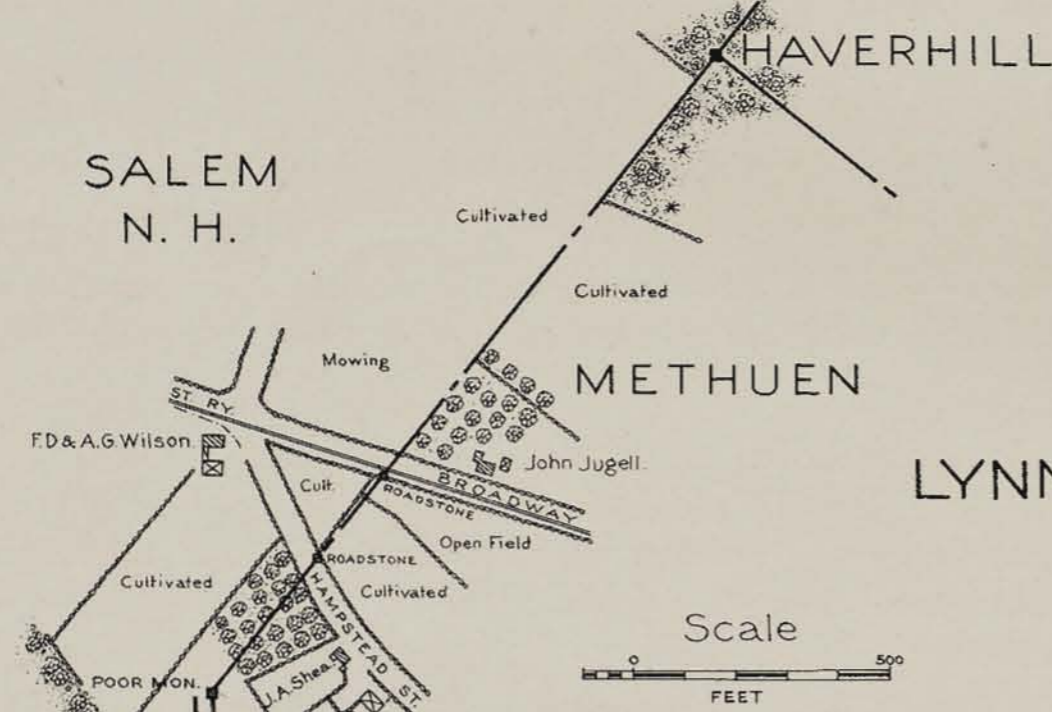 HAVERHILL
SALEM
N. H.
Cultivated
Cultivated
Mowing
METHUEN
ST. RY.
F.D & A.G. Wilson
John Jugell
LYNN
Cult.
BROADWAY
ROADSTONE
Open Field
ROADSTONE
Cultivated
Cultivated
HAMPSTEAD ST.
Scale
0 500
FEET
POOR MON.
J.A. Shea